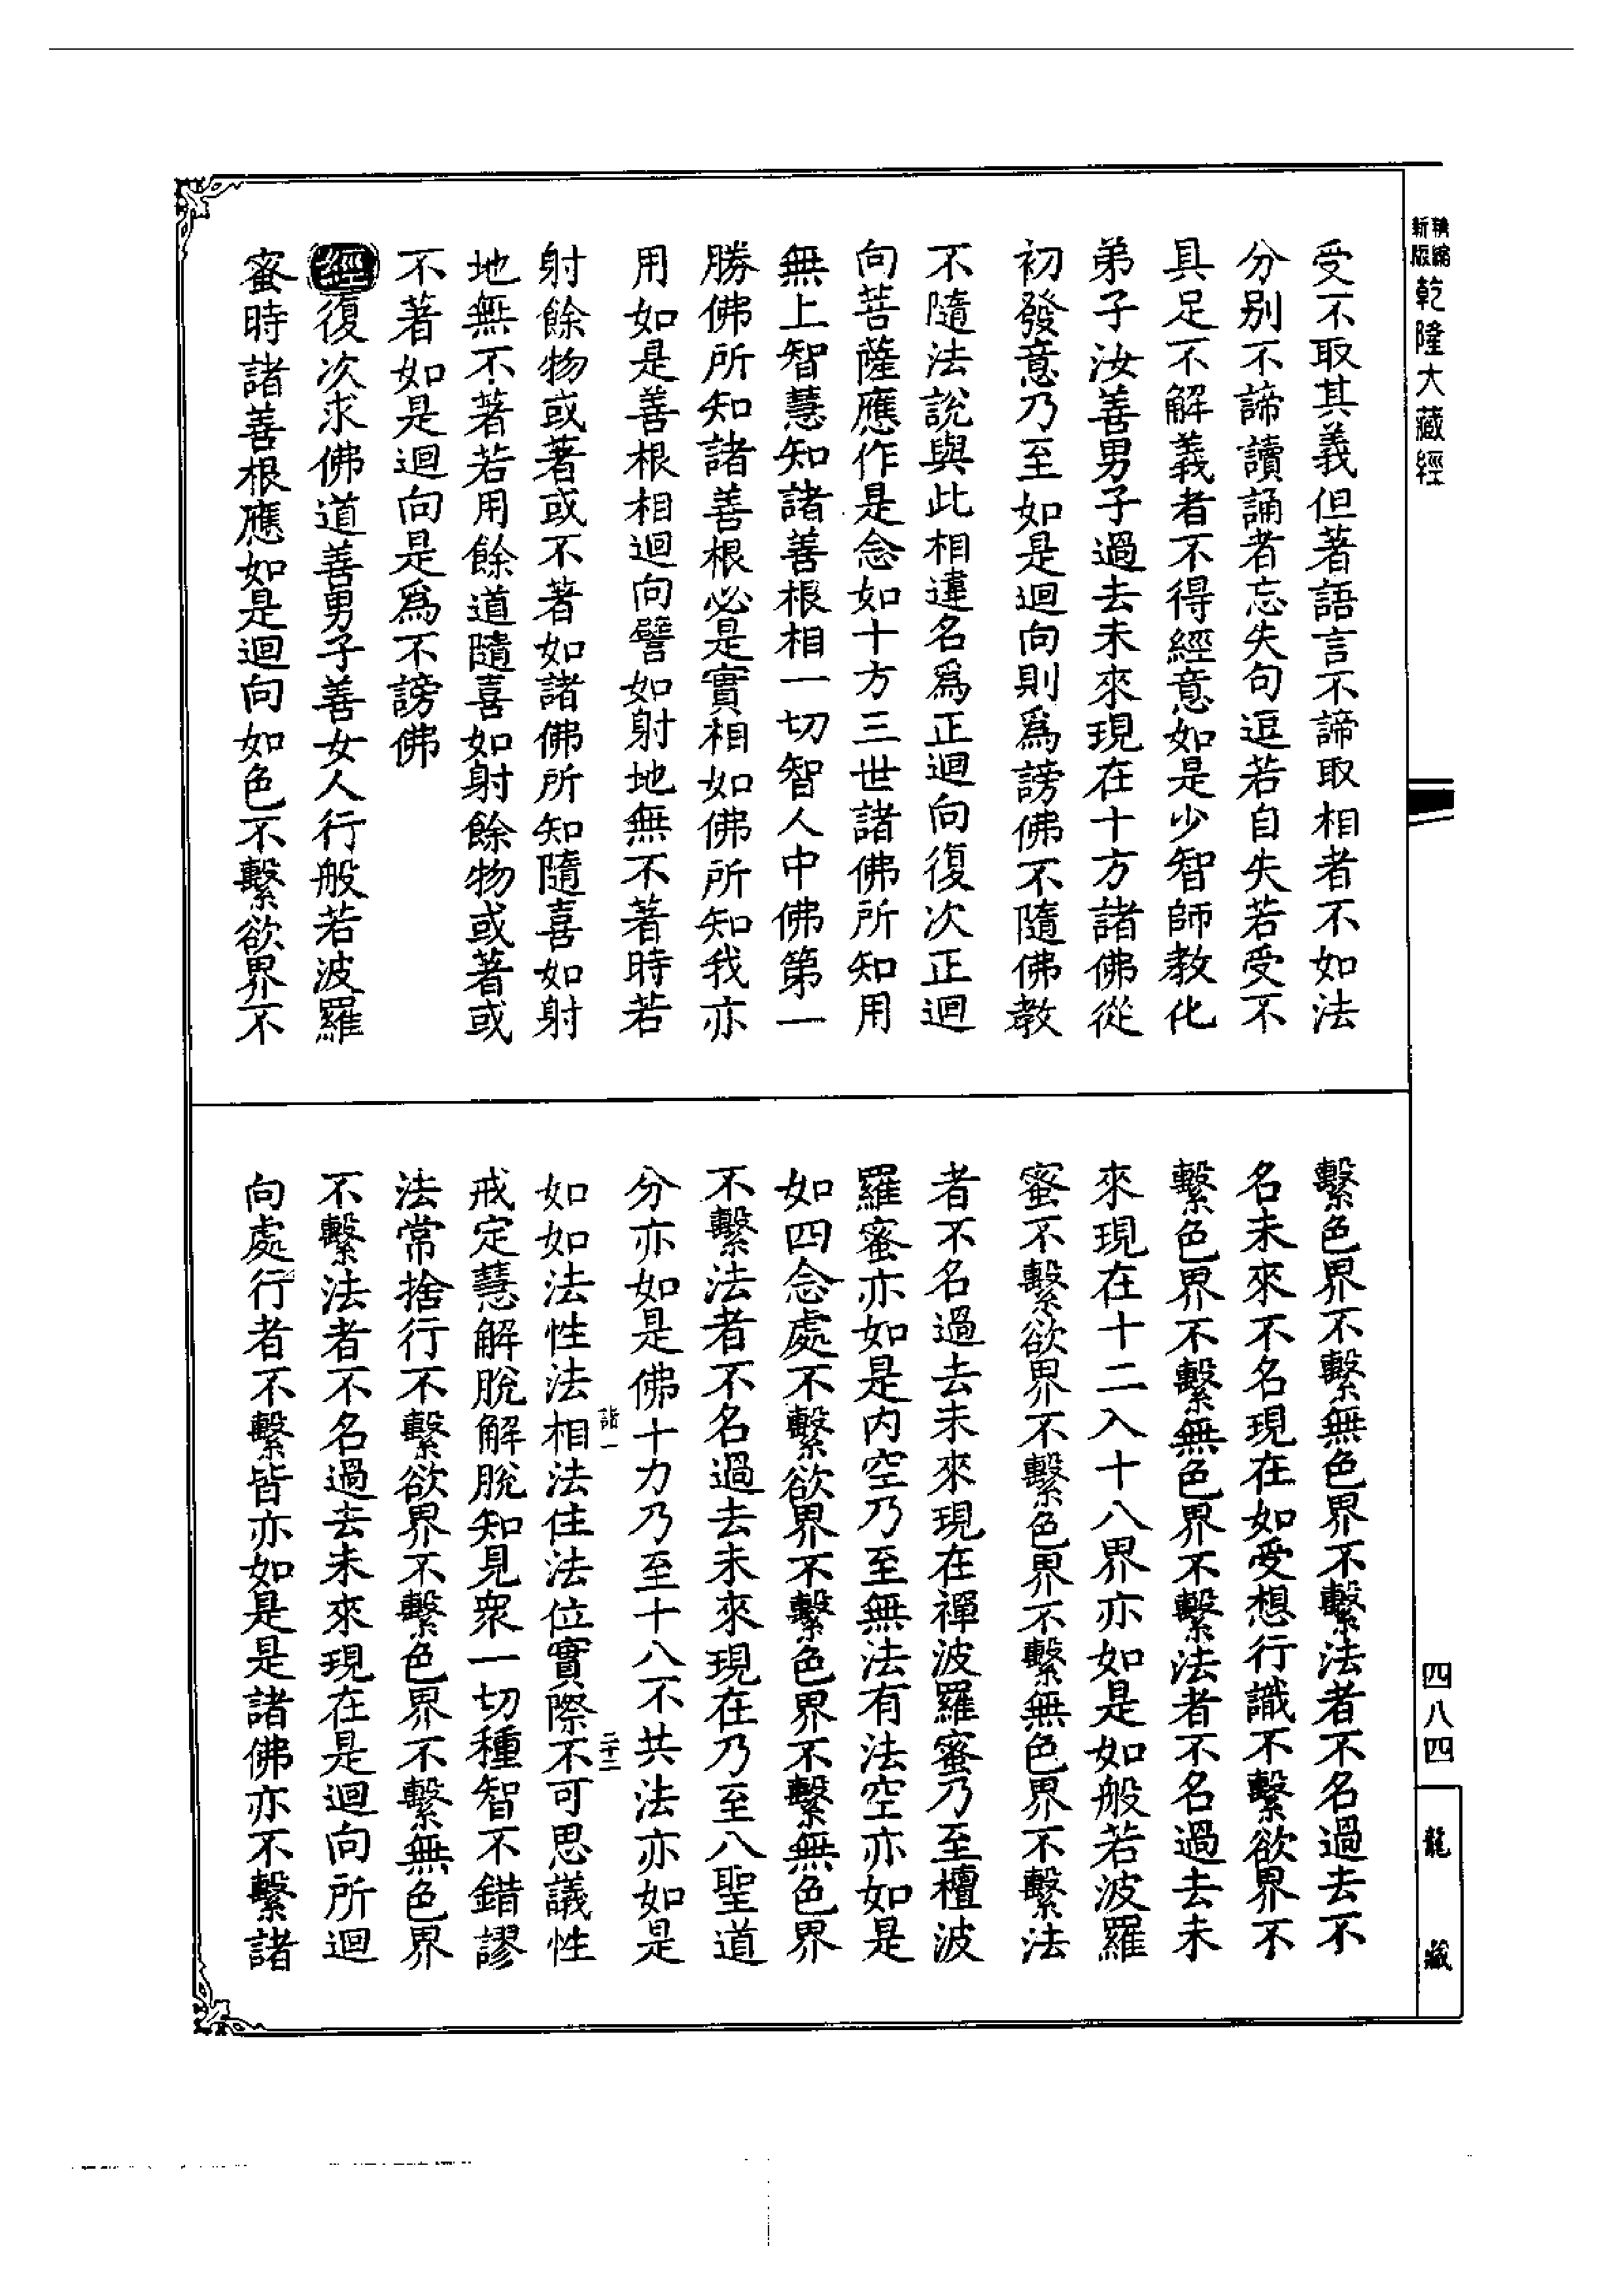 新版精縮
乾隆大藏經
受不取其義但著語言不諦取相者不如法
分別不諦讀誦者忘失句逗若自失若受不
具足不解義者不得經意如是少智師教化
弟子汝善男子過去未來現在十方諸佛從
初發意乃至如是迴向則爲謗佛不隨佛教
不隨法說與此相違名爲正迴向復次正迴
向菩薩應作是念如十方三世諸佛所知用
無上智慧知諸善根相一切智人中佛第一
勝佛所知諸善根必是實相如佛所知我亦
用如是善根相迴向譬如射地無不著時若
射餘物或著或不著如諸佛所知隨喜如射
地無不著若用餘道隨喜如射餘物或著或
不著如是迴向是爲不謗佛
經復次求佛道善男子善女人行般若波羅
蜜時諸善根應如是迴向如色不繫欲界不
繫色界不繫無色界不繫法者不名過去不
名未來不名現在如受想行識不繫欲界不
繫色界不繫無色界不繫法者不名過去未
來現在十二入十八界亦如是如般若波羅
蜜不繫欲界不繫色界不繫無色界不繫法
者不名過去未來現在禪波羅蜜乃至檀波
羅蜜亦如是内空乃至無法有法空亦如是
如四念處不繫欲界不繫色界不繫無色界
不繫法者不名過去未來現在乃至八聖道
分亦如是佛十力乃至十八不共法亦如是
如如法性法相法住法位實際不可思議性
戒定慧解脫解脫知見衆一切種智不錯謬
法常捨行不繫欲界不繫色界不繫無色界
不繫法者不名過去未來現在是迴向所迴
向處行者不繫皆亦如是是諸佛亦不繫諸
四八四
龍藏